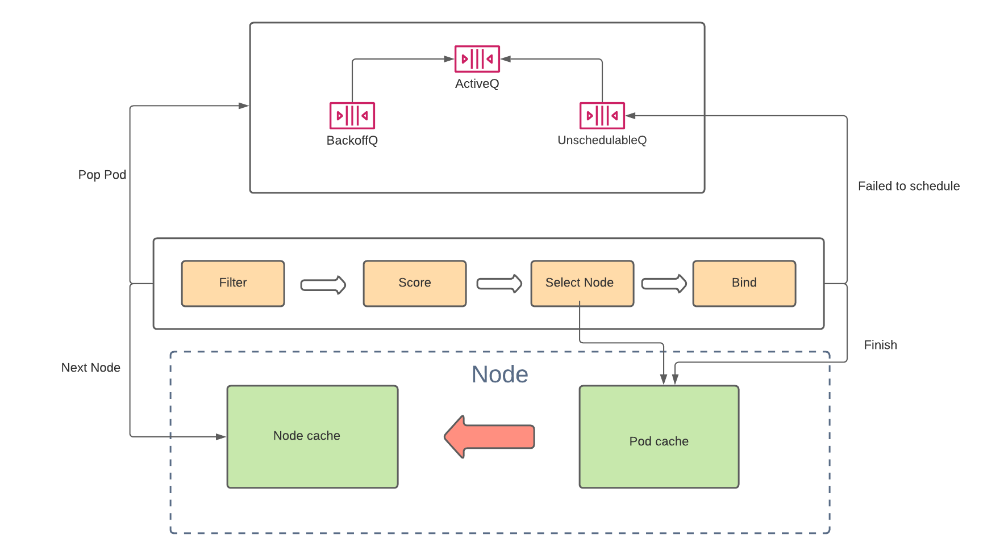 ActiveQ
BackoffQ
UnschedulableQ
Pop Pod
Failed to schedule
Filter
Score
Select Node
Bind
Finish
Next Node
Node
Node cache
Pod cache